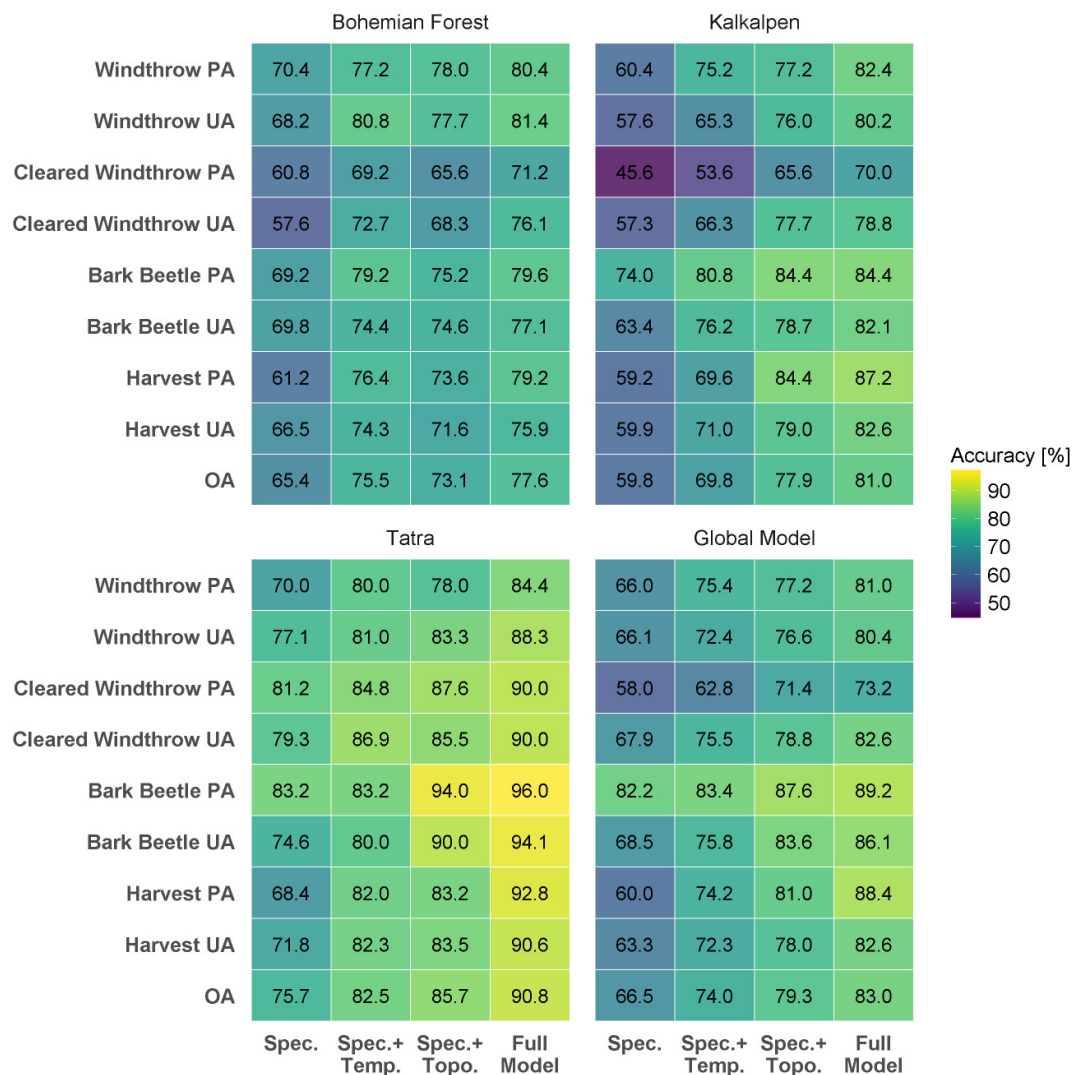 Bohemian Forest Kalkalpen
Windthrow PA 70.4 77.2 78.0 80.4 60.4 75.2 77.2 82.4
Windthrow UA 68.2 80.8 77.7 81.4 57.6 65.3 76.0 80.2
Cleared Windthrow PA 60.8 69.2 65.6 71.2 45.6 53.6 65.6 70.0
Cleared Windthrow UA 57.6 72.7 68.3 76.1 57.3 66.3 77.7 78.8
Bark Beetle PA 69.2 79.2 75.2 79.6 74.0 80.8 84.4 84.4
Bark Beetle UA 69.8 74.4 74.6 77.1 63.4 76.2 78.7 82.1
Harvest PA 61.2 76.4 73.6 79.2 59.2 69.6 84.4 87.2
Harvest UA 66.5 74.3 71.6 75.9 59.9 71.0 79.0 82.6
OA 65.4 75.5 73.1 77.6 59.8 69.8 77.9 81.0
Accuracy [%]
90
80
70
60
50
Tatra Global Model
Windthrow PA 70.0 80.0 78.0 84.4 66.0 75.4 77.2 81.0
Windthrow UA 77.1 81.0 83.3 88.3 66.1 72.4 76.6 80.4
Cleared Windthrow PA 81.2 84.8 87.6 90.0 58.0 62.8 71.4 73.2
Cleared Windthrow UA 79.3 86.9 85.5 90.0 67.9 75.5 78.8 82.6
Bark Beetle PA 83.2 83.2 94.0 96.0 82.2 83.4 87.6 89.2
Bark Beetle UA 74.6 80.0 90.0 94.1 68.5 75.8 83.6 86.1
Harvest PA 68.4 82.0 83.2 92.8 60.0 74.2 81.0 88.4
Harvest UA 71.8 82.3 83.5 90.6 63.3 72.3 78.0 82.6
OA 75.7 82.5 85.7 90.8 66.5 74.0 79.3 83.0
Spec. Spec.+ Spec.+ Full Spec. Spec.+ Spec.+ Full
Temp. Topo. Model Temp. Topo. Model